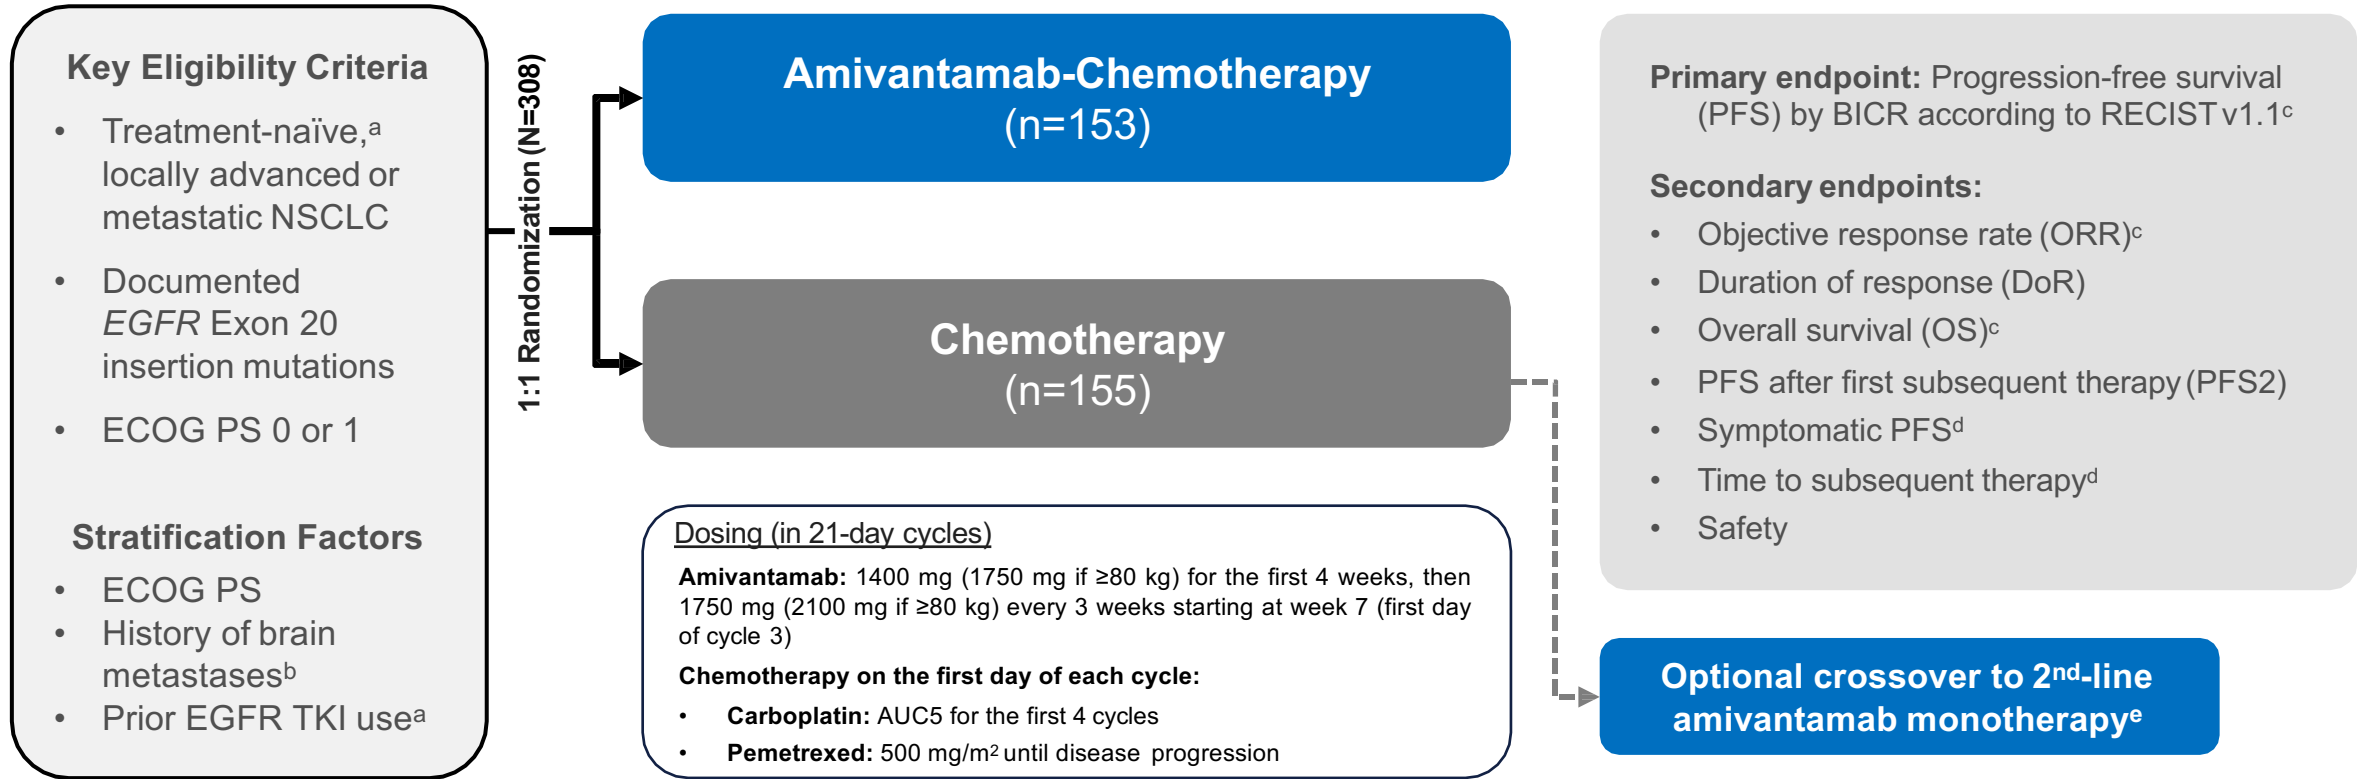 Key Eligibility Criteria
• Treatment-naïve,ᵃ
locally advanced or
metastatic NSCLC
• Documented
EGFR Exon 20
insertion mutations
• ECOG PS 0 or 1
Stratification Factors
• ECOG PS
• History of brain
metastasesᵇ
• Prior EGFR TKI useᵃ
1:1 Randomization (N=308)
Amivantamab-Chemotherapy
(n=153)
Chemotherapy
(n=155)
Dosing (in 21-day cycles)
Amivantamab: 1400 mg (1750 mg if ≥80 kg) for the first 4 weeks, then
1750 mg (2100 mg if ≥80 kg) every 3 weeks starting at week 7 (first day
of cycle 3)
Chemotherapy on the first day of each cycle:
• Carboplatin: AUC5 for the first 4 cycles
• Pemetrexed: 500 mg/m² until disease progression
Primary endpoint: Progression-free survival
(PFS) by BICR according to RECIST v1.1ᶜ
Secondary endpoints:
• Objective response rate (ORR)ᶜ
• Duration of response (DoR)
• Overall survival (OS)ᶜ
• PFS after first subsequent therapy (PFS2)
• Symptomatic PFSᵈ
• Time to subsequent therapyᵈ
• Safety
Optional crossover to 2ⁿᵈ-line
amivantamab monotherapyᵉ